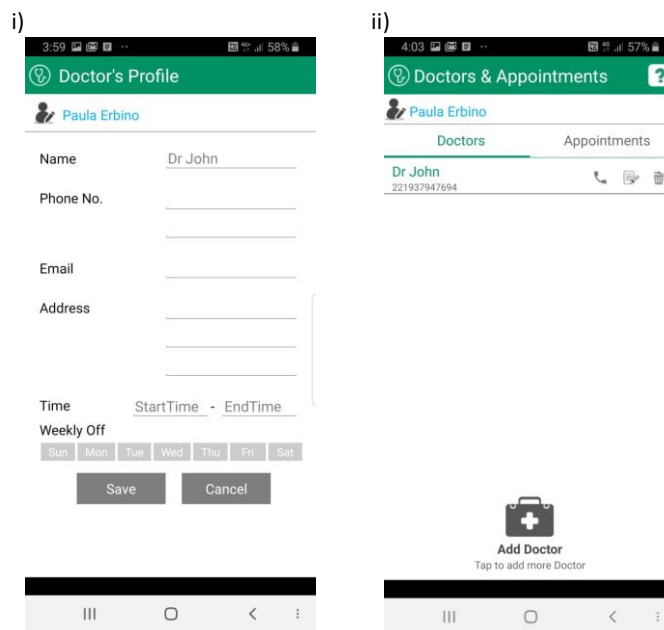 i)
3:59 58%
Doctor's Profile
Paula Erbino
Name Dr John
Phone No.
Email
Address
Time StartTime - EndTime
Weekly Off
Sun Mon Tue Wed Thu Fri Sat
Save Cancel
ii)
4:03 57%
Doctors & Appointments ?
Paula Erbino
Doctors Appointments
Dr John
221937947694
Add Doctor
Tap to add more Doctor